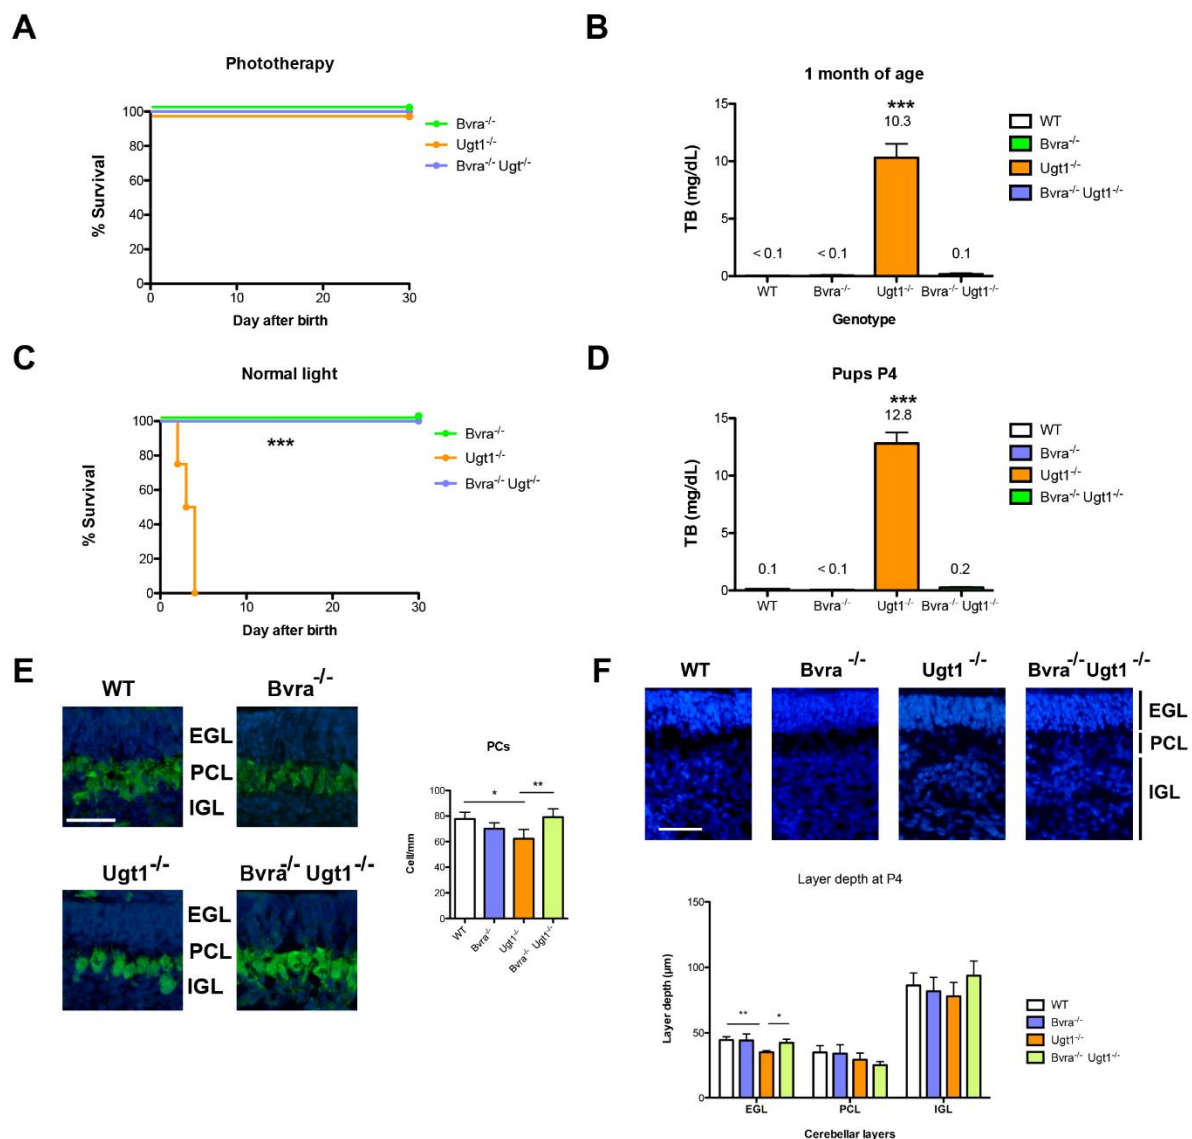 A
Phototherapy
% Survival
100
80
60
40
20
0
0 10 20 30
Day after birth
Bvra-/-
Ugt1-/-
Bvra-/- Ugt-/-
B
1 month of age
TB (mg/dL)
15
10
5
0
***
10.3
< 0.1 < 0.1 0.1
WT Bvra-/- Ugt1-/- Bvra-/- Ugt1-/-
Genotype
WT
Bvra-/-
Ugt1-/-
Bvra-/- Ugt1-/-
C
Normal light
% Survival
100
80
60
40
20
0
***
0 10 20 30
Day after birth
Bvra-/-
Ugt1-/-
Bvra-/- Ugt-/-
D
Pups P4
TB (mg/dL)
15
10
5
0
***
12.8
0.1 < 0.1 0.2
WT Bvra-/- Ugt1-/- Bvra-/- Ugt1-/-
WT
Bvra-/-
Ugt1-/-
Bvra-/- Ugt1-/-
E
WT Bvra-/-
EGL
PCL
IGL
Ugt1-/- Bvra-/- Ugt1-/-
EGL
PCL
IGL
PCs
Cell/mm
100
80
60
40
20
0
* **
WT Bvra-/- Ugt1-/- Bvra-/- Ugt1-/-
F
WT Bvra -/- Ugt1 -/- Bvra-/- Ugt1 -/-
EGL
PCL
IGL
Layer depth at P4
Layer depth (µm)
150
100
50
0
** *
EGL PCL IGL
Cerebellar layers
WT
Bvra-/-
Ugt1-/-
Bvra-/- Ugt1-/-